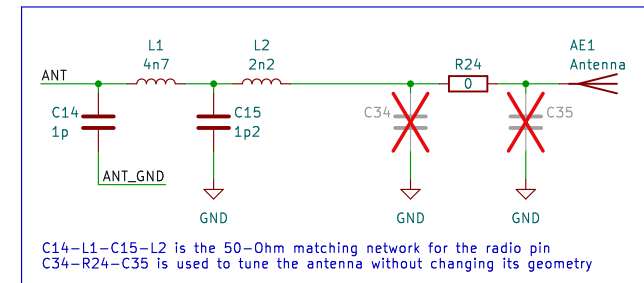 L1
4n7
L2
2n2
R24
0
AE1
Antenna
ANT
C14
1p
C15
1p2
C34
C35
ANT_GND
GND
GND
GND
C14-L1-C15-L2 is the 50-Ohm matching network for the radio pin
C34-R24-C35 is used to tune the antenna without changing its geometry